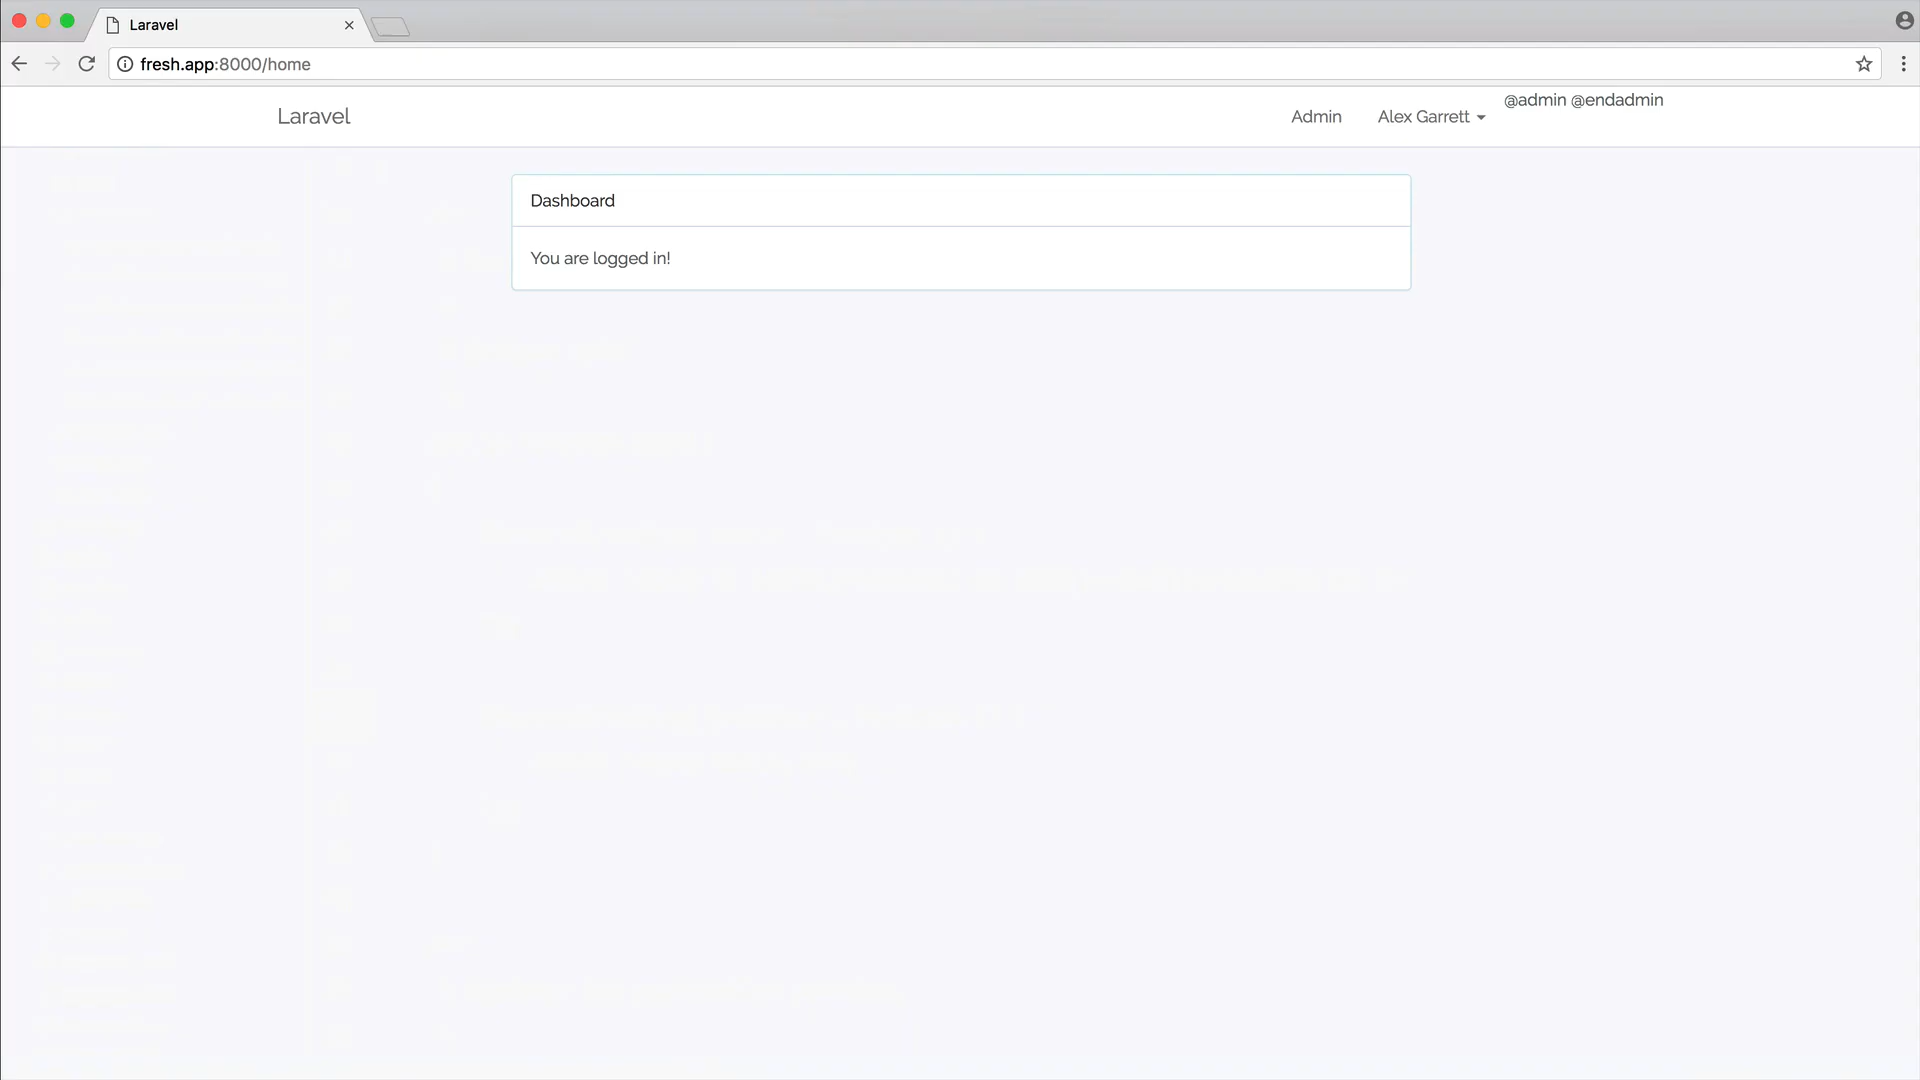 Laravel
fresh.app:8000/home
Laravel
Admin
Alex Garrett
@admin @endadmin
Dashboard
You are logged in!